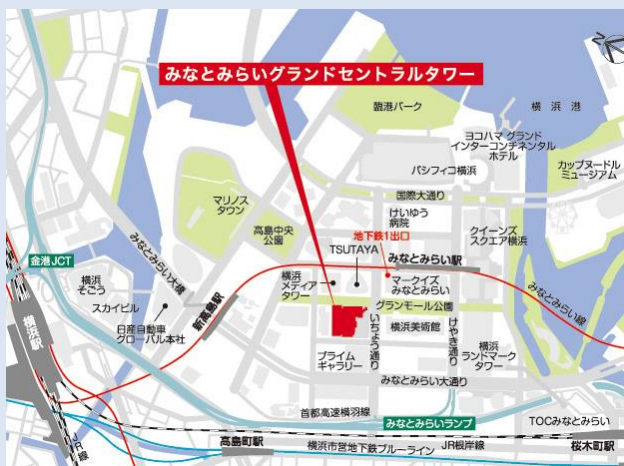 みなとみらいグランドセントラルタワー
臨港パーク
横浜港
ヨコハマ グランド
インターコンチネンタル
ホテル
パシフィコ横浜
カップヌードル
ミュージアム
マリノス
タウン
国際大通り
高島中央
公園
けいゆう
病院
地下鉄1出口
TSUTAYA
クイーンズ
スクエア横浜
みなとみらい駅
金港JCT
みなとみらい大橋
横浜
そごう
スカイビル
日産自動車
グローバル本社
新高島駅
横浜
メディア
タワー
マークイズ
みなとみらい
みなとみらい線
グランモール公園
横浜駅
いちょう通り
横浜美術館
けやき通り
プライム
ギャラリー
横浜
ランドマーク
タワー
みなとみらい大通り
首都高速横羽線
みなとみらいランプ
TOCみなとみらい
JR線
高島町駅
横浜市営地下鉄ブルーライン
JR根岸線
桜木町駅
N